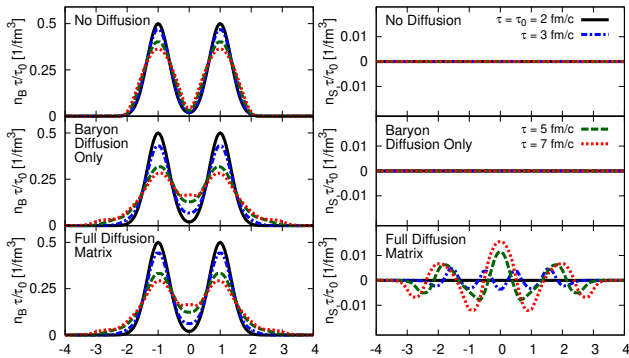 n_B τ/τ_0 [1/fm^3]
0.5
0.25
0
No Diffusion
n_B τ/τ_0 [1/fm^3]
0.5
0.25
0
Baryon
Diffusion
Only
n_B τ/τ_0 [1/fm^3]
0.5
0.25
0
Full Diffusion
Matrix
-4 -3 -2 -1 0 1 2 3 4
n_S τ/τ_0 [1/fm^3]
0.01
0
-0.01
No Diffusion
τ = τ_0 = 2 fm/c
τ = 3 fm/c
n_S τ/τ_0 [1/fm^3]
0.01
0
-0.01
Baryon
Diffusion Only
τ = 5 fm/c
τ = 7 fm/c
n_S τ/τ_0 [1/fm^3]
0.01
0
-0.01
Full Diffusion
Matrix
-4 -3 -2 -1 0 1 2 3 4